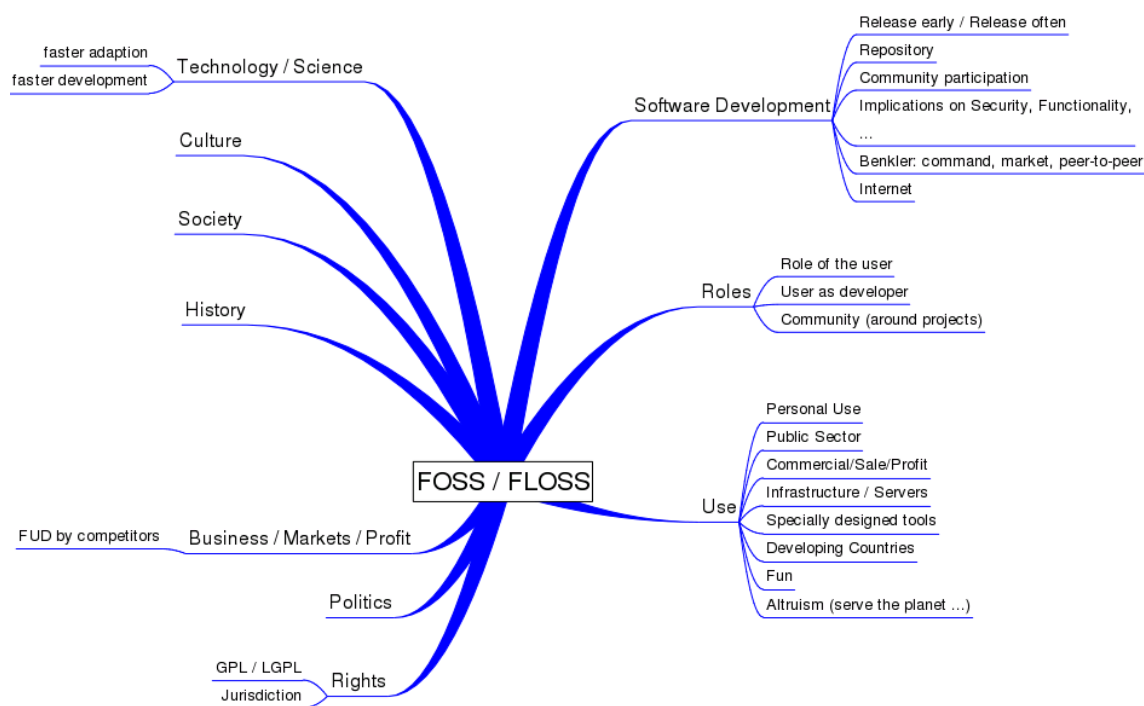 faster adaption
faster development
Technology / Science
Culture
Society
History
FOSS / FLOSS
FUD by competitors
Business / Markets / Profit
Politics
GPL / LGPL
Jurisdiction
Rights
Software Development
Release early / Release often
Repository
Community participation
Implications on Security, Functionality,
...
Benkler: command, market, peer-to-peer
Internet
Roles
Role of the user
User as developer
Community (around projects)
Use
Personal Use
Public Sector
Commercial/Sale/Profit
Infrastructure / Servers
Specially designed tools
Developing Countries
Fun
Altruism (serve the planet ...)